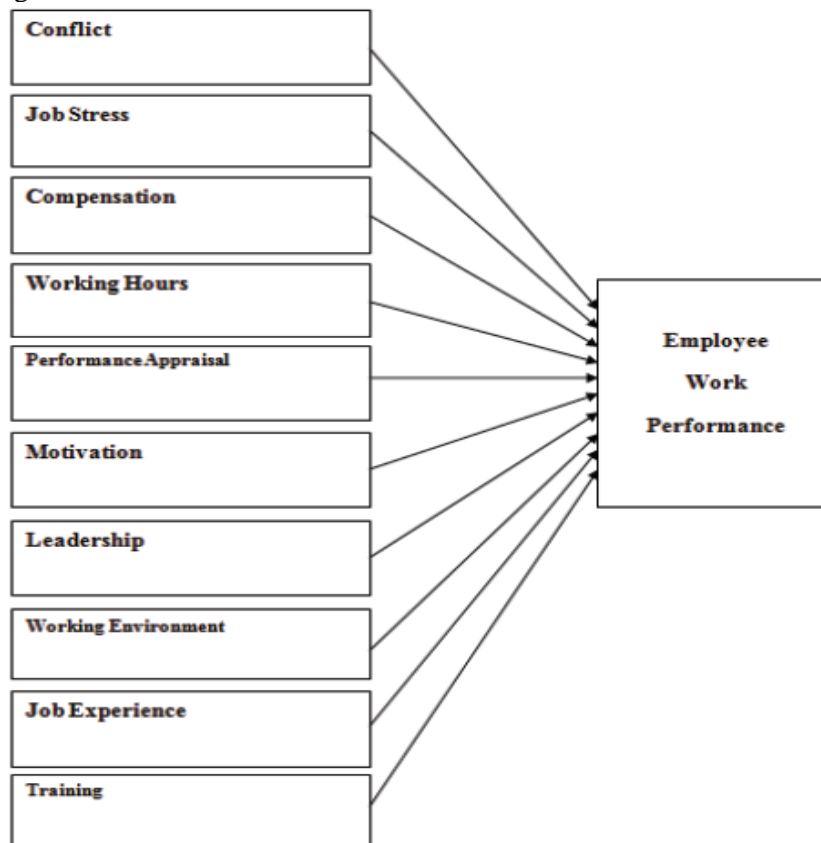 Conflict
Job Stress
Compensation
Working Hours
Performance Appraisal
Motivation
Leadership
Working Environment
Job Experience
Training
Employee
Work
Performance